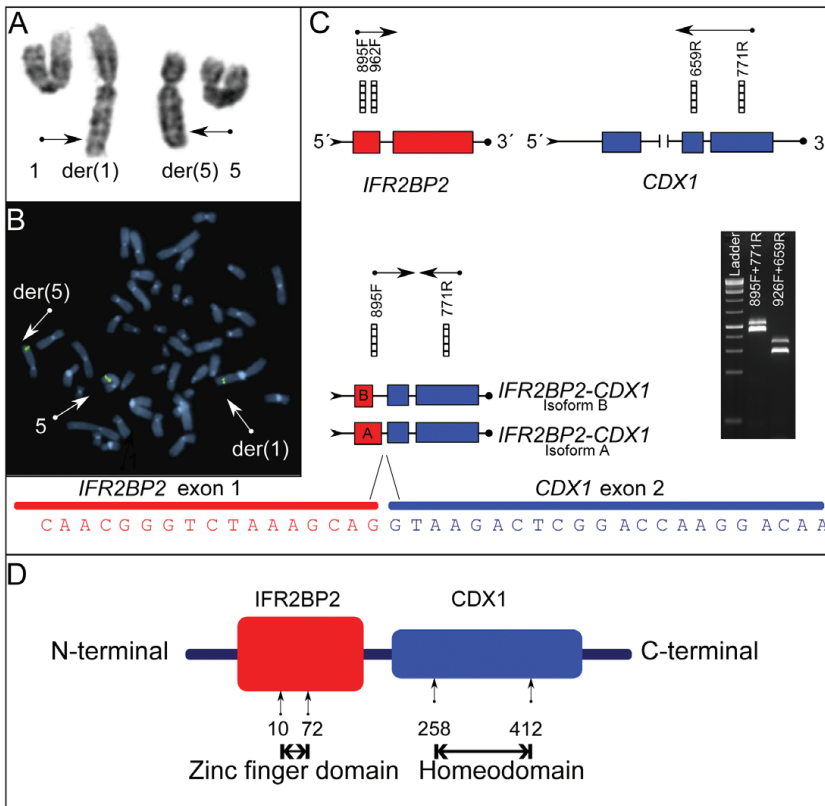 A
1 der(1) der(5) 5
B
der(5)
5
der(1)
C
895F
962F
659R
771R
5´ 3´
5´ 3
IFR2BP2
CDX1
895F
771R
B
IFR2BP2-CDX1
Isoform B
A
IFR2BP2-CDX1
Isoform A
Ladder
895F+771R
926F+659R
IFR2BP2 exon 1
CDX1 exon 2
CAACGGGTCTAAAGCAG GTAAGACTCGGACCAAGGACAA
D
IFR2BP2
CDX1
N-terminal
C-terminal
10 72
258 412
Zinc finger domain
Homeodomain